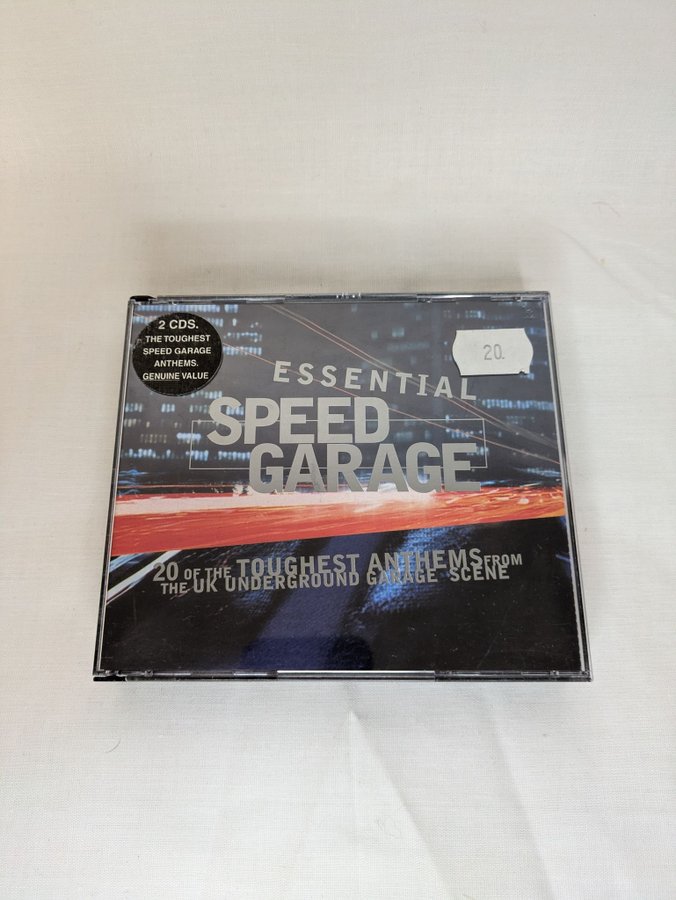 2 CDS.
THE TOUGHEST
SPEED GARAGE
ANTHEMS.
GENUINE VALUE
20
ESSENTIAL
SPEED
GARAGE
20 OF THE TOUGHEST ANTHEMS FROM
THE UK UNDERGROUND GARAGE SCENE